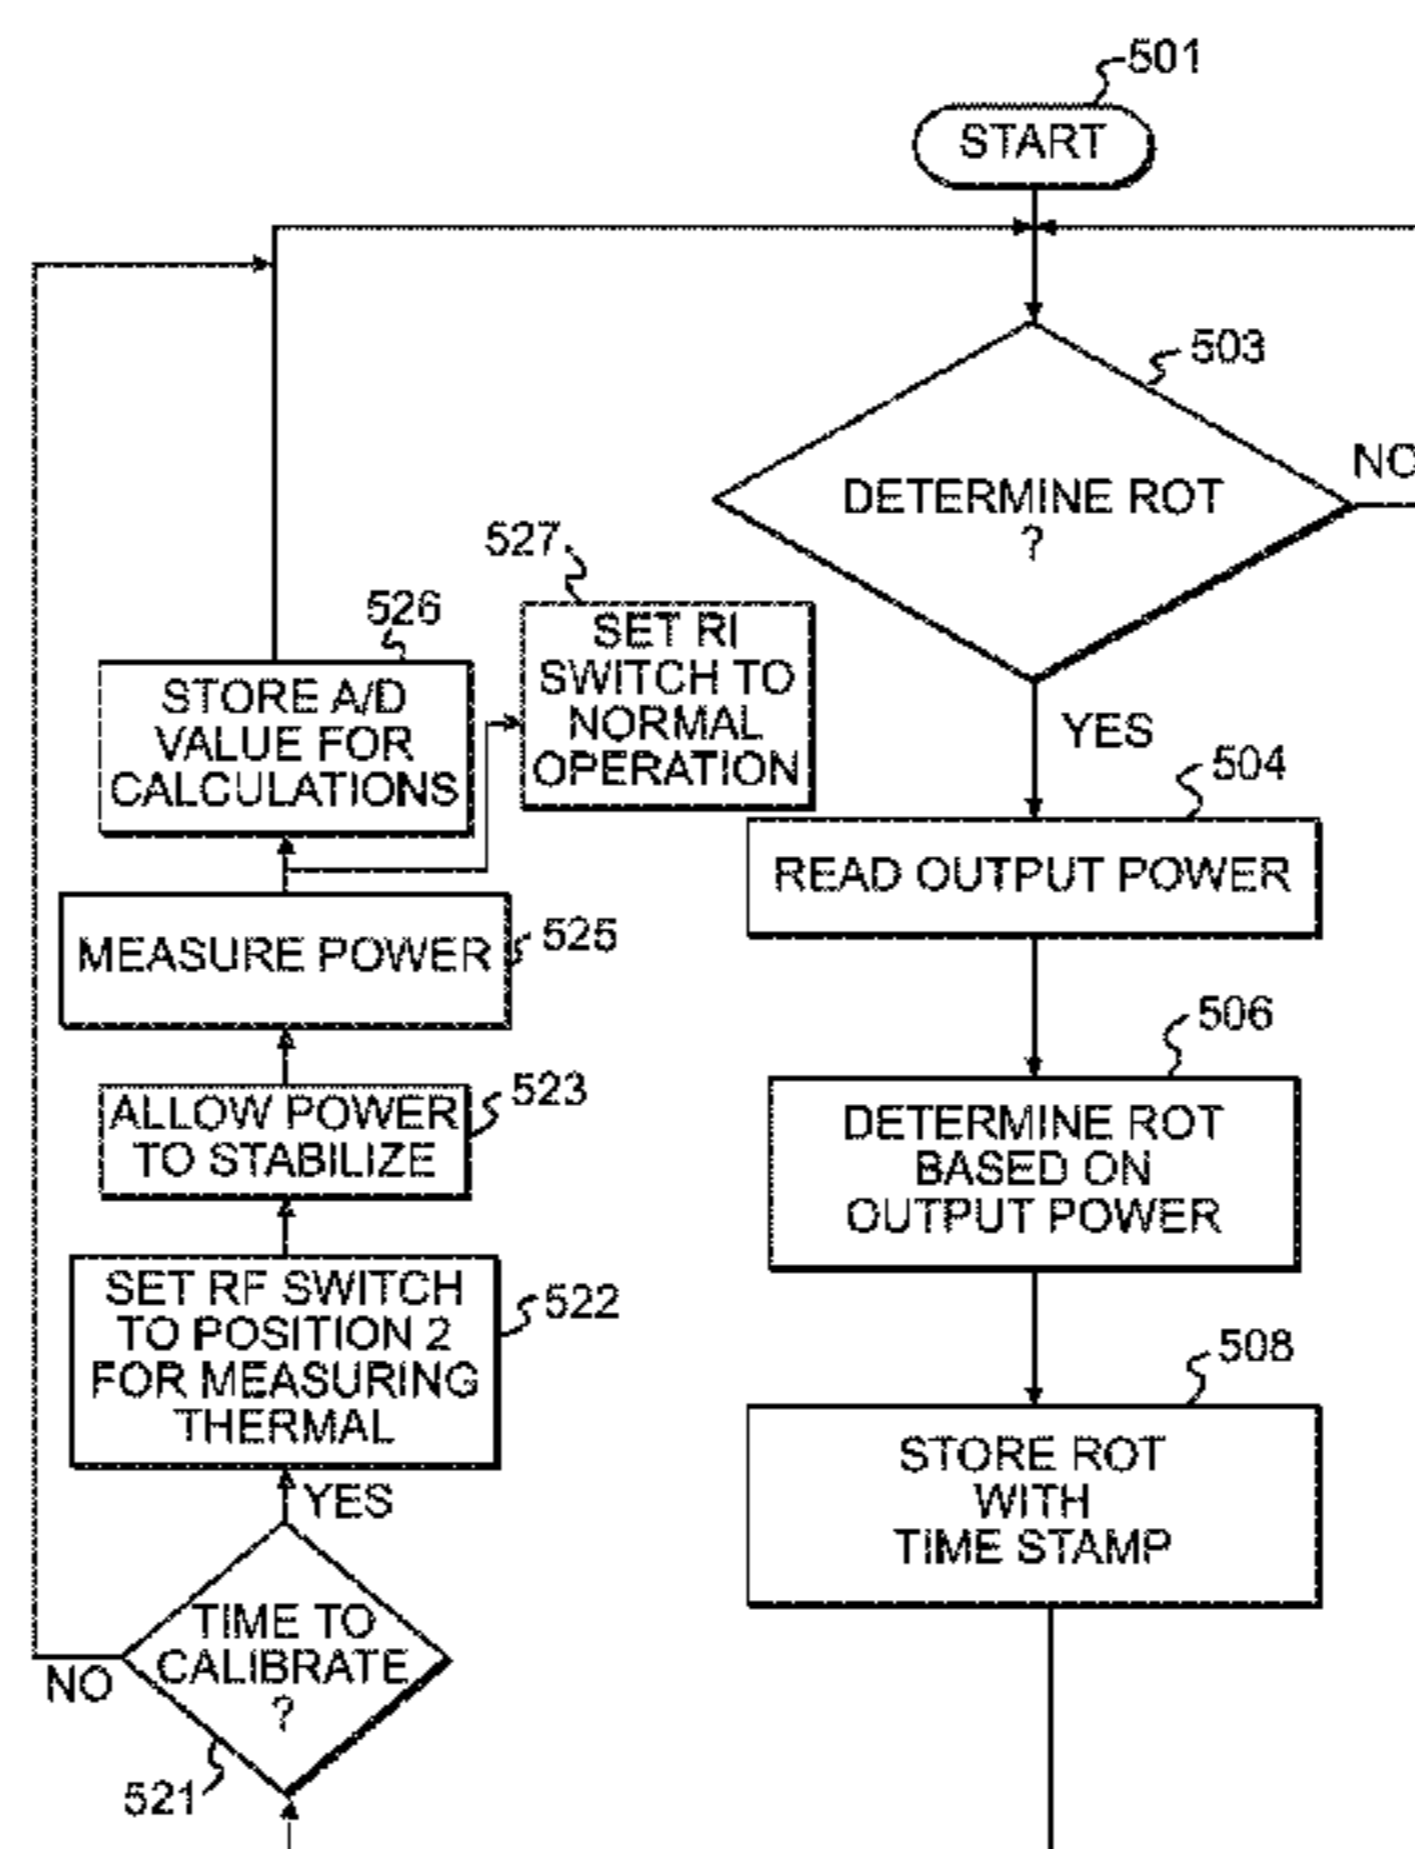 501
START
503
DETERMINE ROT
?
NO
YES
504
READ OUTPUT POWER
506
DETERMINE ROT
BASED ON
OUTPUT POWER
508
STORE ROT
WITH
TIME STAMP
527
SET RI
SWITCH TO
NORMAL
OPERATION
526
STORE A/D
VALUE FOR
CALCULATIONS
MEASURE POWER
525
ALLOW POWER
TO STABILIZE
523
SET RF SWITCH
TO POSITION 2
FOR MEASURING
THERMAL
522
YES
TIME TO
CALIBRATE
?
NO
521